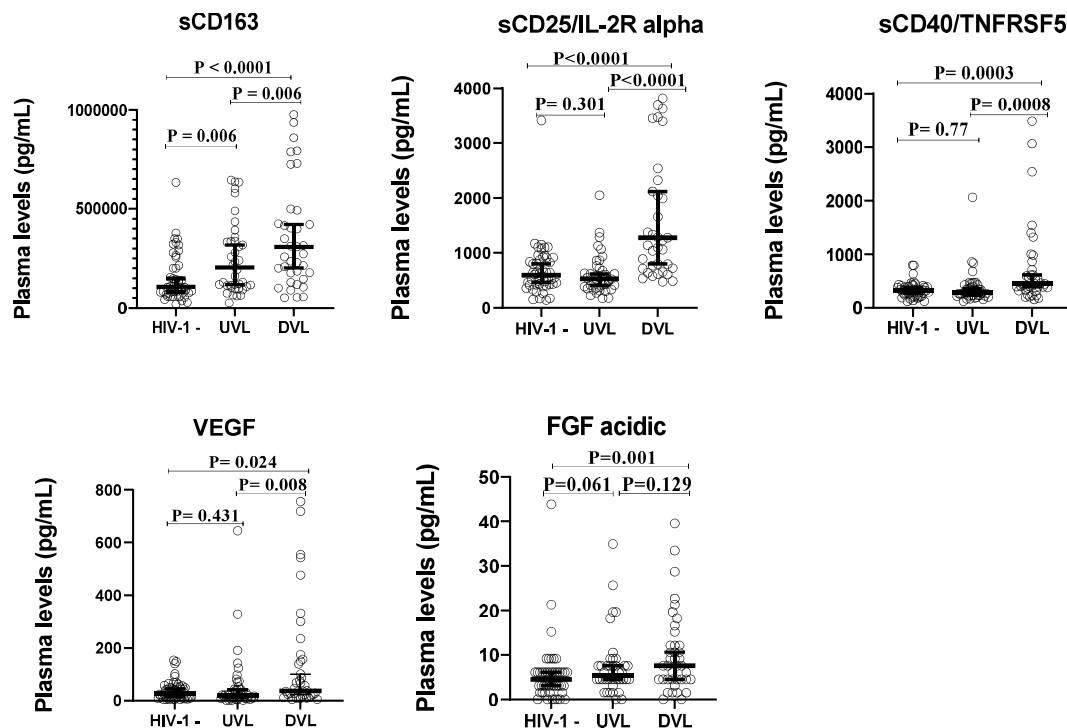 sCD163
P < 0.0001
P = 0.006
P = 0.006
Plasma levels (pg/mL)
1000000
500000
0
HIV-1 - UVL DVL
sCD25/IL-2R alpha
P<0.0001
P<0.0001
P= 0.301
Plasma levels (pg/mL)
4000
3000
2000
1000
0
HIV-1 - UVL DVL
sCD40/TNFRSF5
P= 0.0003
P= 0.0008
P= 0.77
Plasma levels (pg/mL)
4000
3000
2000
1000
0
HIV-1 - UVL DVL
VEGF
P= 0.024
P= 0.008
P= 0.431
Plasma levels (pg/mL)
800
600
400
200
0
HIV-1 - UVL DVL
FGF acidic
P=0.001
P=0.061 P=0.129
Plasma levels (pg/mL)
50
40
30
20
10
0
HIV-1 - UVL DVL